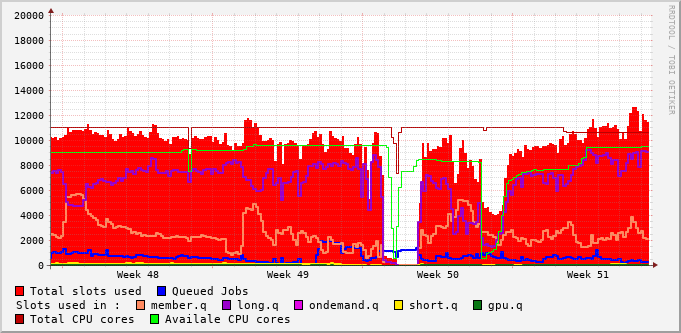 20000
18000
16000
14000
12000
10000
8000
6000
4000
2000
0
Week 48 Week 49 Week 50 Week 51
RRDTOOL / TOBI OETIKER
Total slots used Queued Jobs
Slots used in : member.q long.q ondemand.q short.q gpu.q
Total CPU cores Availale CPU cores